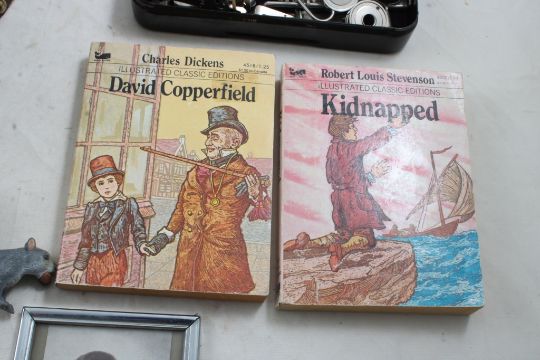 Charles Dickens
ILLUSTRATED CLASSIC EDITIONS
David Copperfield
Robert Louis Stevenson
ILLUSTRATED CLASSIC EDITIONS
Kidnapped